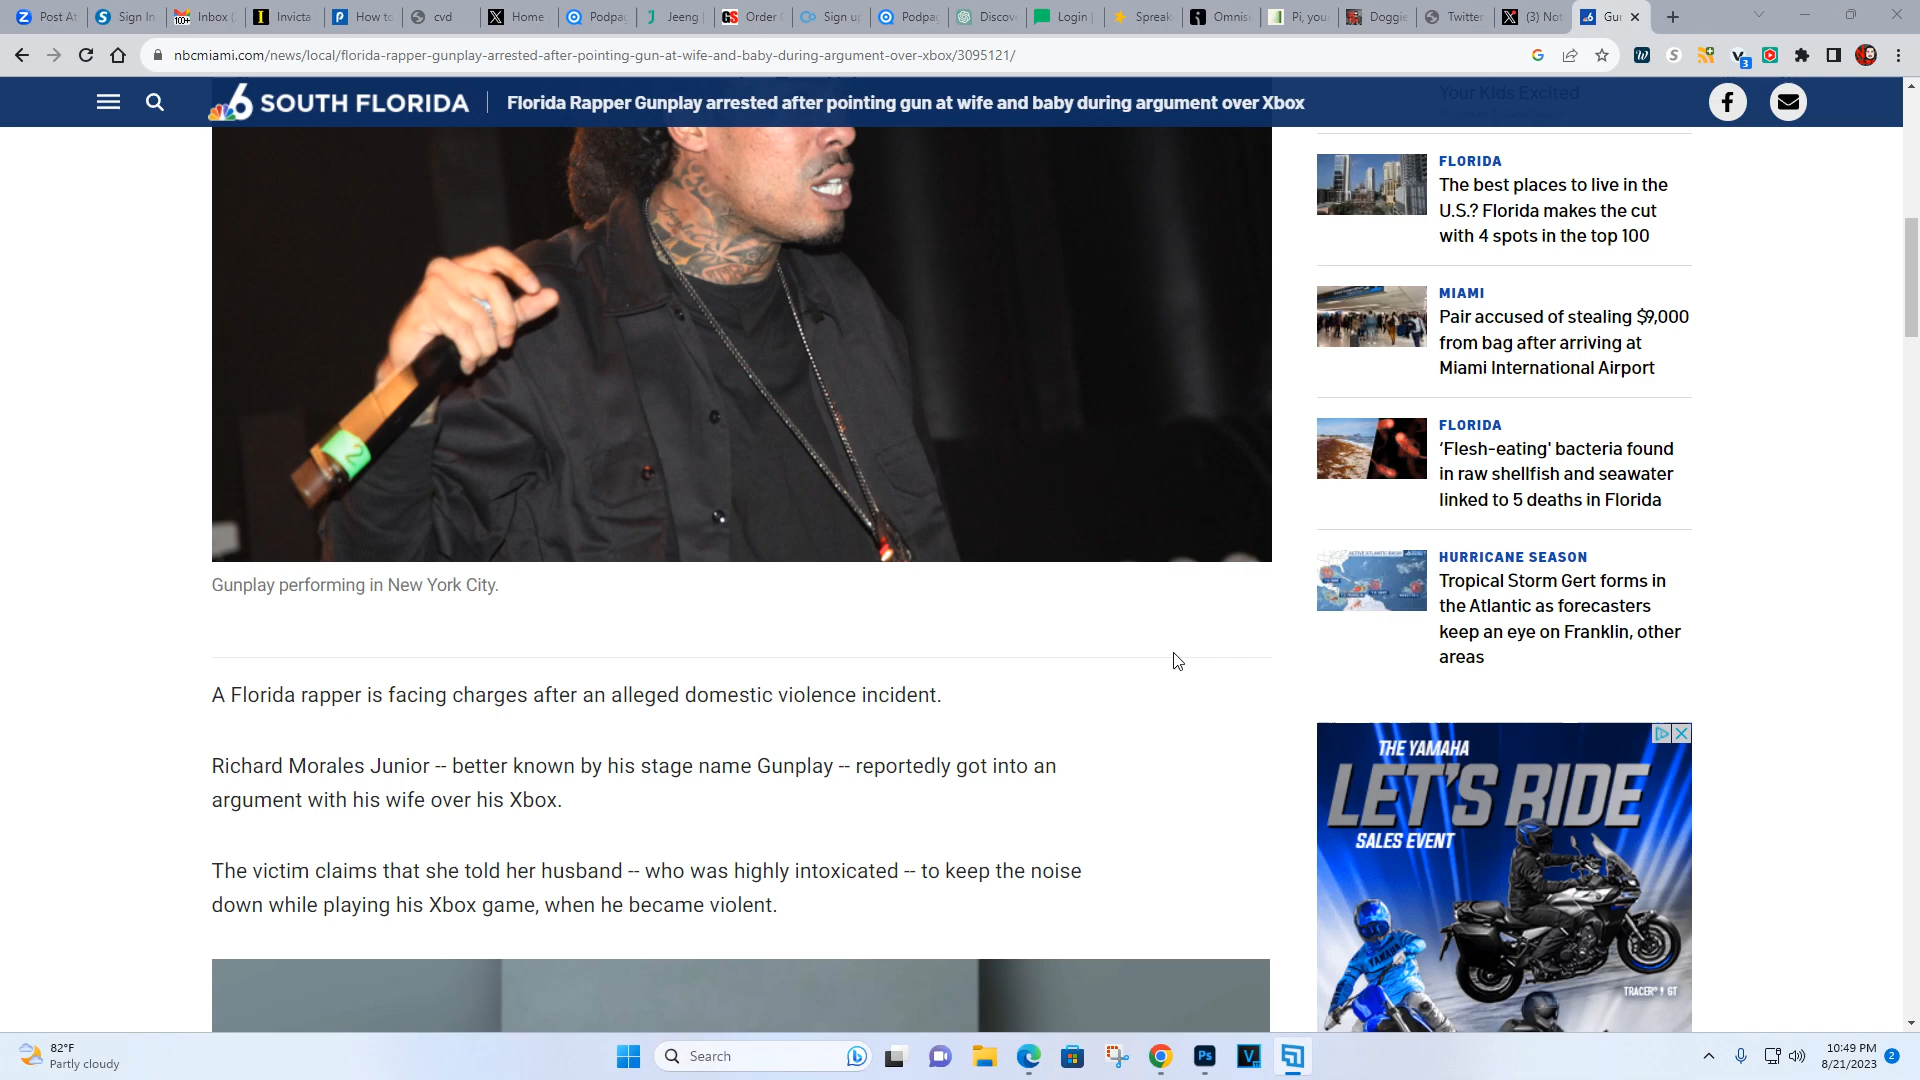 Post At
Sign In
Inbox (
Invicta
How to
cvd
Home
Podpag
Jeeng
Order
Sign up
Podpag
Discov
Login
Speak
Omnis
Pi, you
Doggie
Twitter
(3) Not
Gu
nbcmiami.com/news/local/florida-rapper-gunplay-arrested-after-pointing-gun-at-wife-and-baby-during-argument-over-xbox/3095121/
3
6 SOUTH FLORIDA
Florida Rapper Gunplay arrested after pointing gun at wife and baby during argument over Xbox
Your Kids Excited
2
Gunplay performing in New York City.
A Florida rapper is facing charges after an alleged domestic violence incident.
Richard Morales Junior -- better known by his stage name Gunplay -- reportedly got into an
argument with his wife over his Xbox.
The victim claims that she told her husband -- who was highly intoxicated -- to keep the noise
down while playing his Xbox game, when he became violent.
FLORIDA
The best places to live in the
U.S.? Florida makes the cut
with 4 spots in the top 100
MIAMI
Pair accused of stealing $9,000
from bag after arriving at
Miami International Airport
FLORIDA
‘Flesh-eating' bacteria found
in raw shellfish and seawater
linked to 5 deaths in Florida
HURRICANE SEASON
Tropical Storm Gert forms in
the Atlantic as forecasters
keep an eye on Franklin, other
areas
THE YAMAHA
LET'S RIDE
SALES EVENT
YAMAHA
TRACER 9 GT
82°F
Partly cloudy
Search
Ps
V
10:49 PM
8/21/2023
2